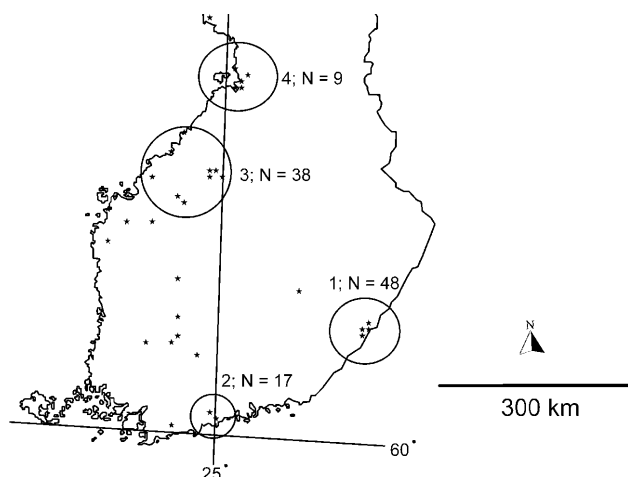 4; N = 9
3; N = 38
1; N = 48
N
2; N = 17
300 km
60°
25°